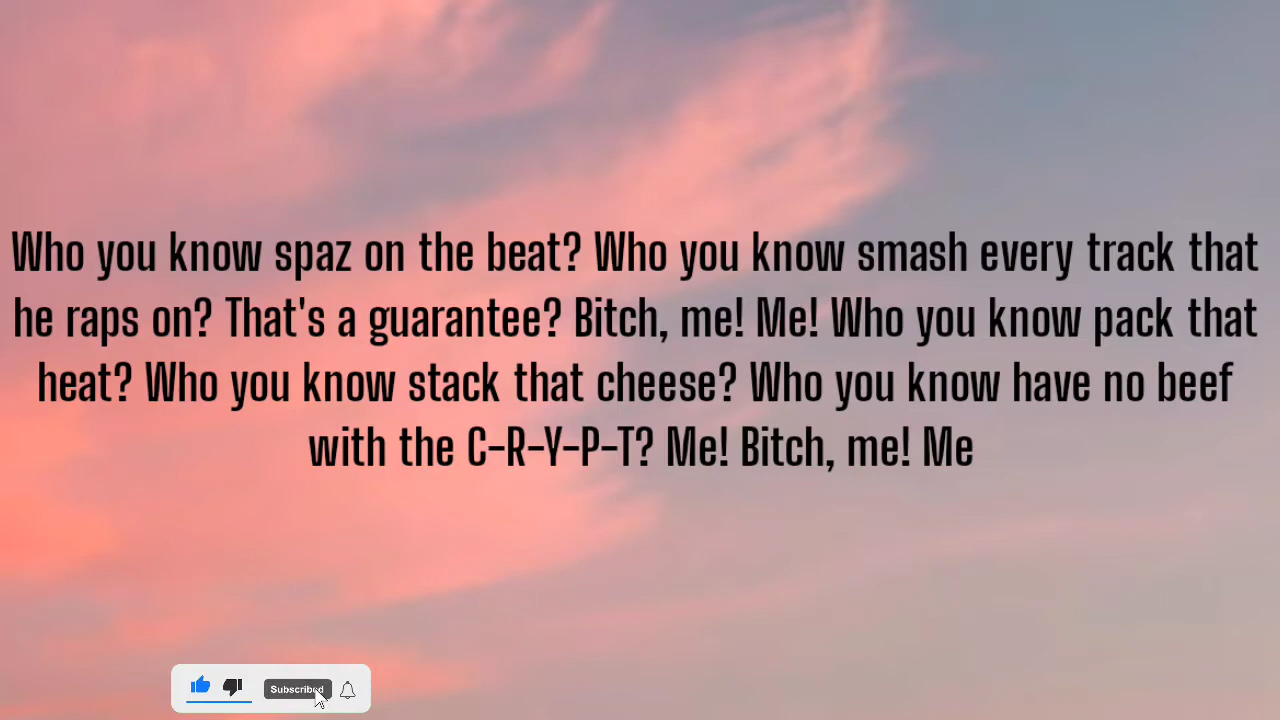 Who you know spaz on the beat? Who you know smash every track that
he raps on? That's a guarantee? Bitch, me! Me! Who you know pack that
heat? Who you know stack that cheese? Who you know have no beef
with the C-R-Y-P-T? Me! Bitch, me! Me
Subscribed